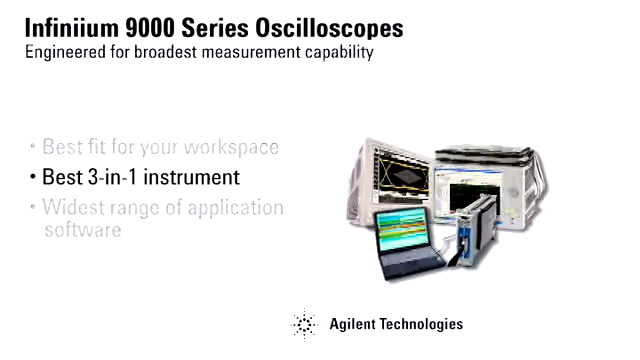 Infiniium 9000 Series Oscilloscopes
Engineered for broadest measurement capability
• Best fit for your workspace
• Best 3-in-1 instrument
• Widest range of application
software
Agilent Technologies